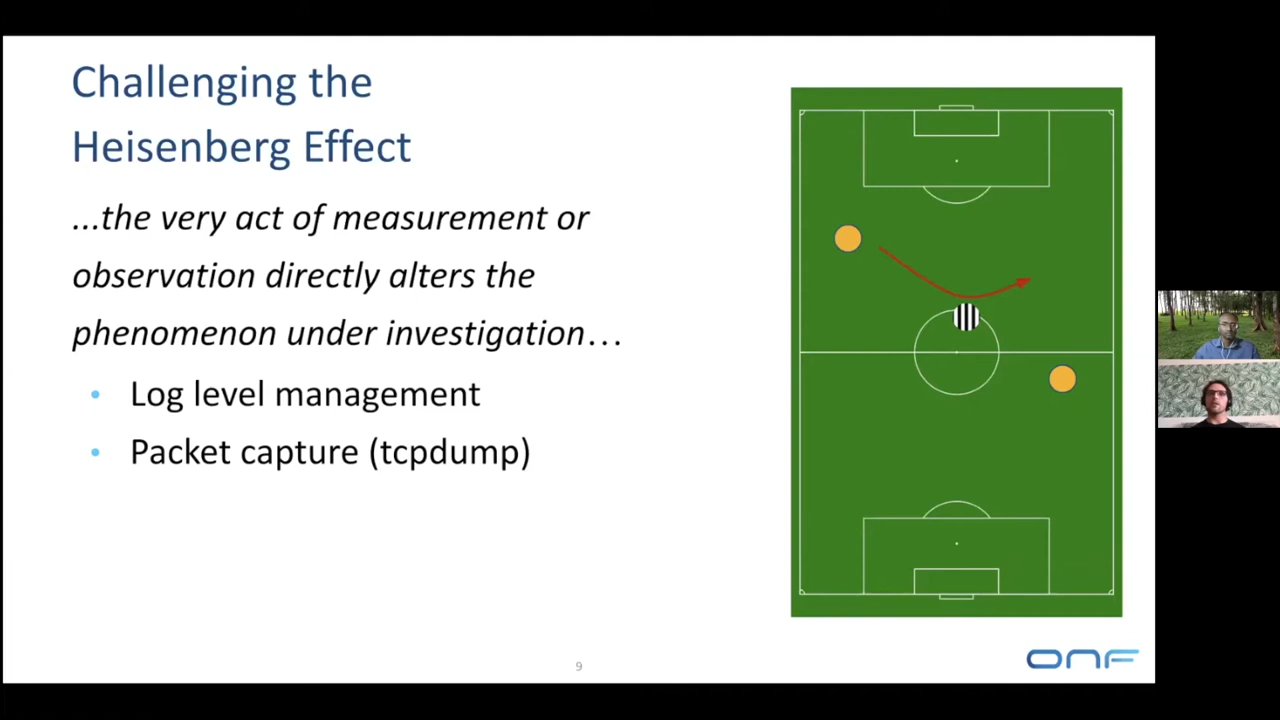 Challenging the
Heisenberg Effect
...the very act of measurement or
observation directly alters the
phenomenon under investigation...
• Log level management
• Packet capture (tcpdump)
9
ONF